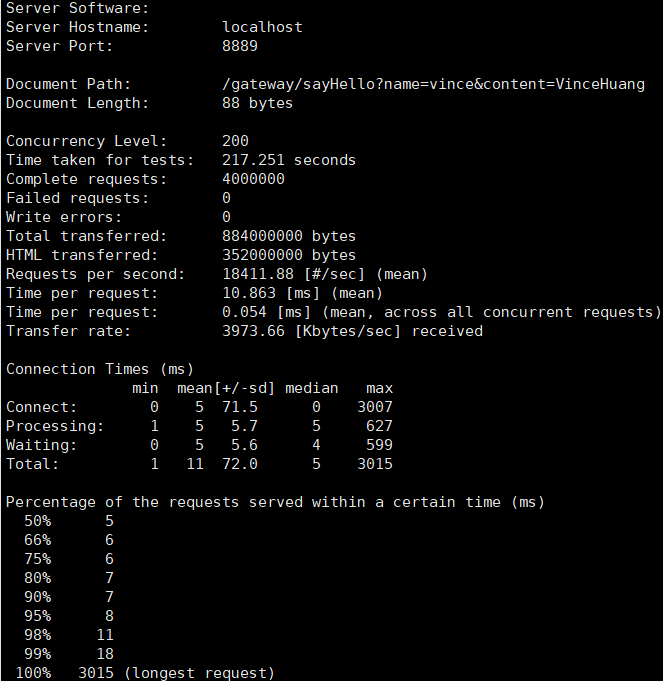 Server Software:
Server Hostname:        localhost
Server Port:            8889

Document Path:          /gateway/sayHello?name=vince&content=VinceHuang
Document Length:        88 bytes

Concurrency Level:      200
Time taken for tests:   217.251 seconds
Complete requests:      4000000
Failed requests:        0
Write errors:           0
Total transferred:      884000000 bytes
HTML transferred:       352000000 bytes
Requests per second:    18411.88 [#/sec] (mean)
Time per request:       10.863 [ms] (mean)
Time per request:       0.054 [ms] (mean, across all concurrent requests)
Transfer rate:          3973.66 [Kbytes/sec] received

Connection Times (ms)
              min  mean[+/-sd] median   max
Connect:        0    5  71.5      0    3007
Processing:     1    5   5.7      5     627
Waiting:        0    5   5.6      4     599
Total:          1   11  72.0      5    3015

Percentage of the requests served within a certain time (ms)
  50%      5
  66%      6
  75%      6
  80%      7
  90%      7
  95%      8
  98%     11
  99%     18
 100%   3015 (longest request)